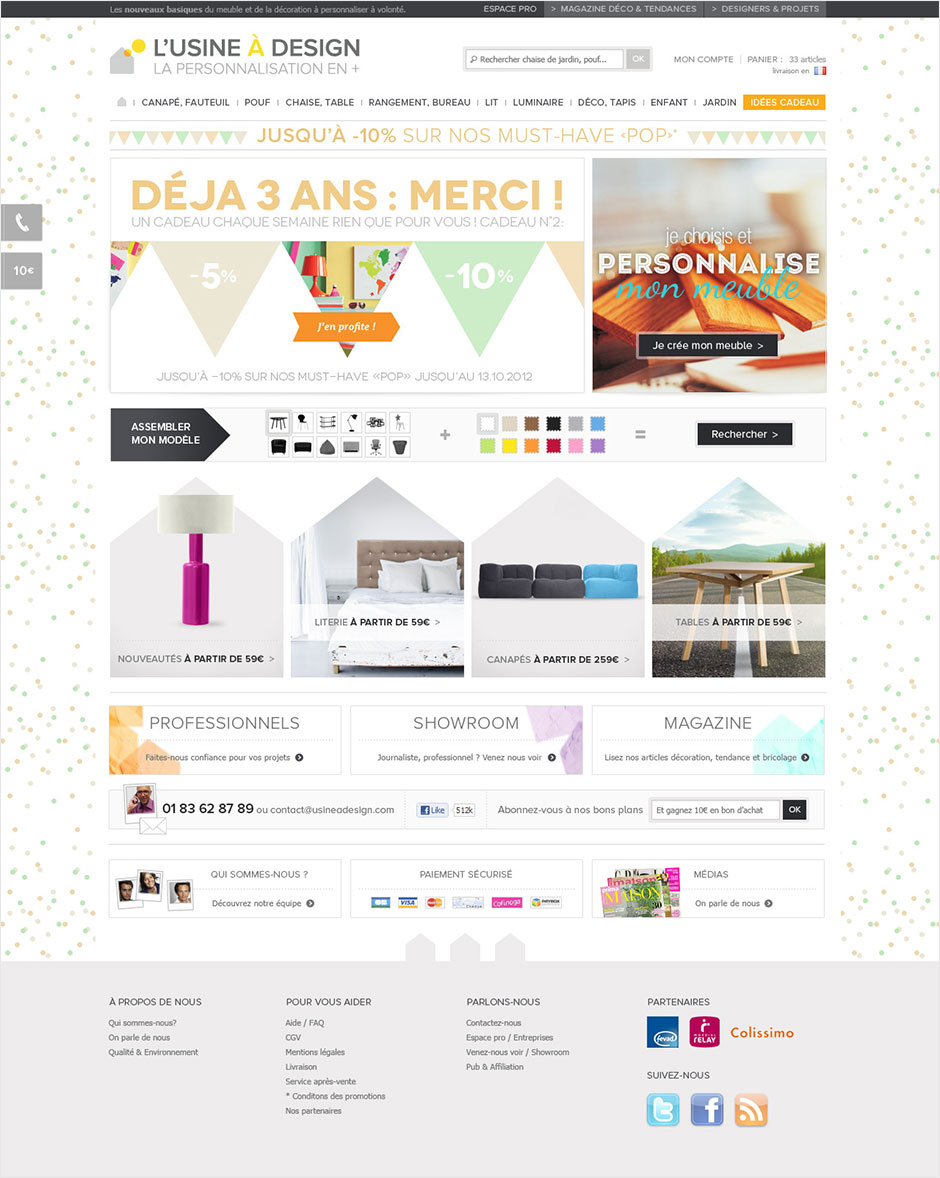 Les nouveaux basiques du meuble et de la décoration à personnaliser à volonté.
ESPACE PRO
> MAGAZINE DÉCO & TENDANCES
> DESIGNERS & PROJETS
L'USINE À DESIGN
LA PERSONNALISATION EN +
Rechercher chaise de jardin, pouf...
OK
MON COMPTE
PANIER : 33 articles
livraison en
CANAPÉ, FAUTEUIL
POUF
CHAISE, TABLE
RANGEMENT, BUREAU
LIT
LUMINAIRE
DÉCO, TAPIS
ENFANT
JARDIN
IDÉES CADEAU
JUSQU'À -10% SUR NOS MUST-HAVE «POP»*
DÉJA 3 ANS : MERCI !
UN CADEAU CHAQUE SEMAINE RIEN QUE POUR VOUS ! CADEAU N°2:
-5%
-10%
J'en profite !
JUSQU'À -10% SUR NOS MUST-HAVE «POP» JUSQU'AU 13.10.2012
je choisis et
PERSONNALISE
mon meuble
Je crée mon meuble >
10€
ASSEMBLER
MON MODÈLE
+
=
Rechercher >
NOUVEAUTÉS À PARTIR DE 59€ >
LITERIE À PARTIR DE 59€ >
CANAPÉS À PARTIR DE 259€ >
TABLES À PARTIR DE 59€ >
PROFESSIONNELS
Faites-nous confiance pour vos projets
SHOWROOM
Journaliste, professionnel ? Venez nous voir
MAGAZINE
Lisez nos articles décoration, tendance et bricolage
01 83 62 87 89 ou contact@usineadesign.com
Like
512k
Abonnez-vous à nos bons plans
Et gagnez 10€ en bon d'achat
OK
QUI SOMMES-NOUS ?
Découvrez notre équipe
PAIEMENT SÉCURISÉ
VISA
MasterCard
cofinoga
PAYBOX
MÉDIAS
On parle de nous
maison
MAISON
À PROPOS DE NOUS
Qui sommes-nous?
On parle de nous
Qualité & Environnement
POUR VOUS AIDER
Aide / FAQ
CGV
Mentions légales
Livraison
Service après-vente
* Conditons des promotions
Nos partenaires
PARLONS-NOUS
Contactez-nous
Espace pro / Entreprises
Venez-nous voir / Showroom
Pub & Affiliation
PARTENAIRES
fevad
MONDIAL
RELAY
Colissimo
SUIVEZ-NOUS